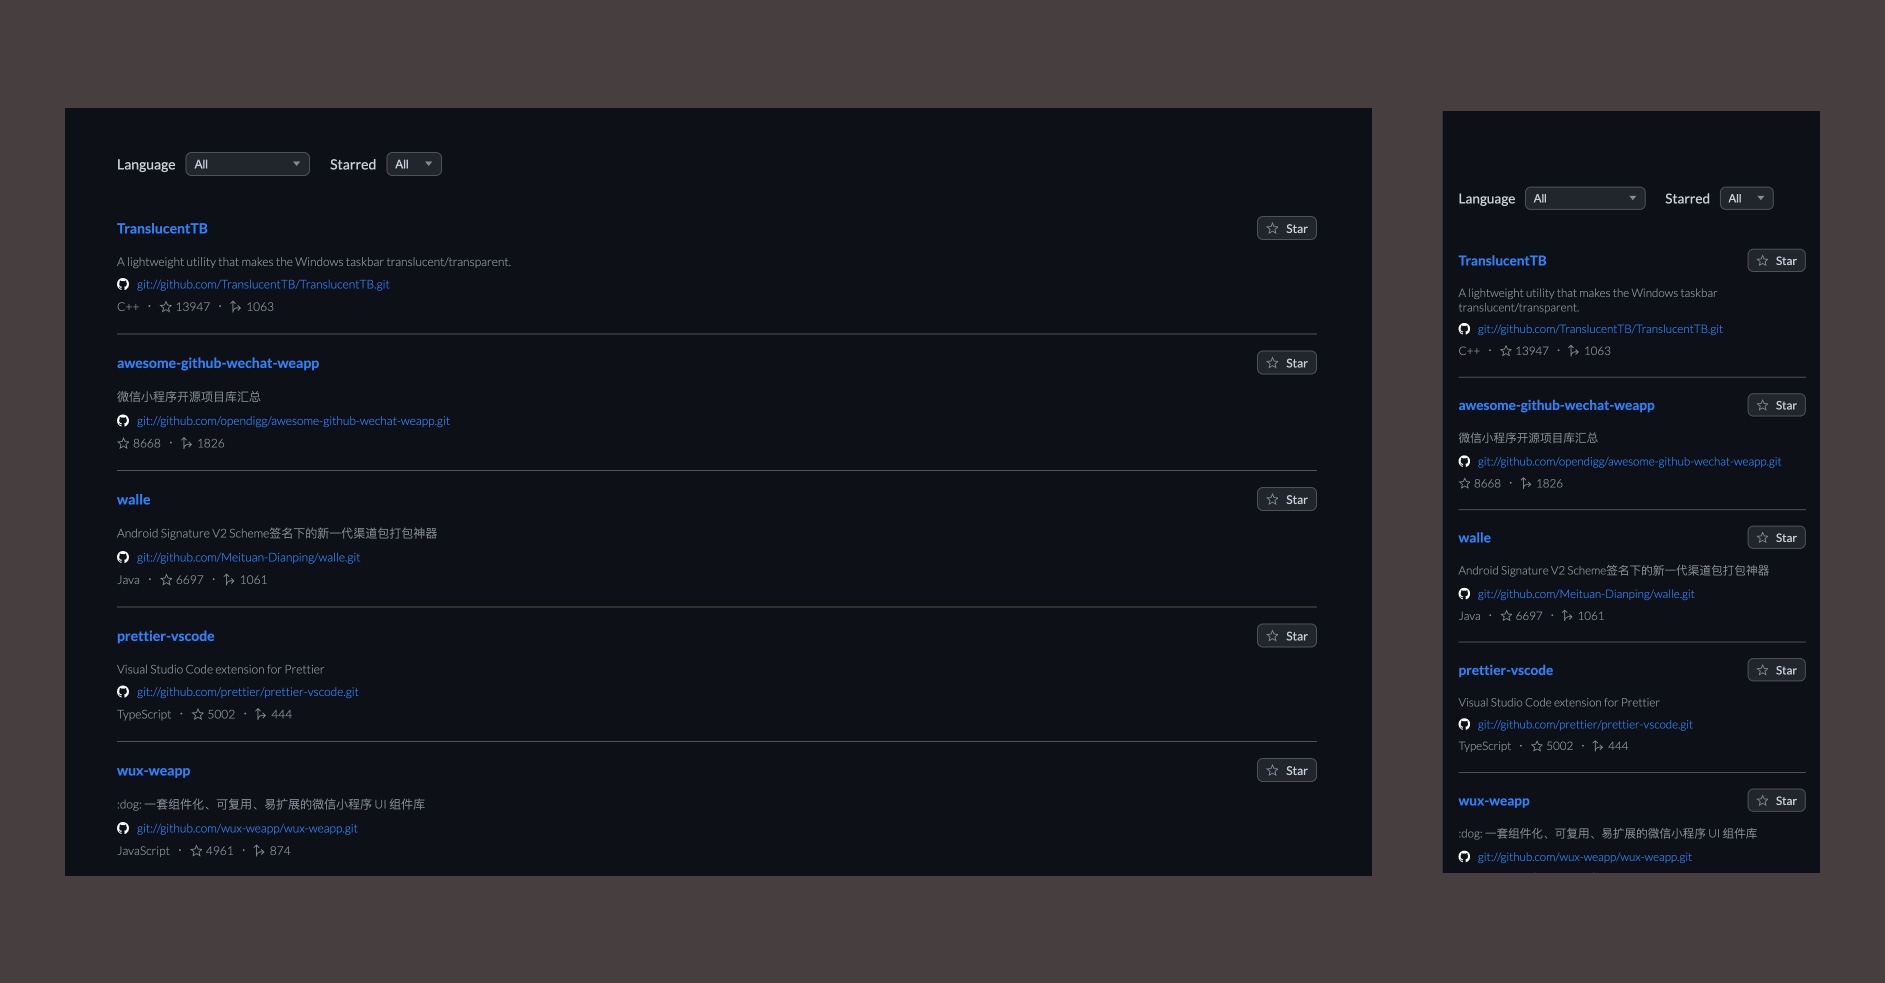 Language All Starred All
TranslucentTB Star
A lightweight utility that makes the Windows taskbar translucent/transparent.
git://github.com/TranslucentTB/TranslucentTB.git
C++ · 13947 · 1063
awesome-github-wechat-weapp Star
微信小程序开源项目库汇总
git://github.com/opendigg/awesome-github-wechat-weapp.git
8668 · 1826
walle Star
Android Signature V2 Scheme签名下的新一代渠道包打包神器
git://github.com/Meituan-Dianping/walle.git
Java · 6697 · 1061
prettier-vscode Star
Visual Studio Code extension for Prettier
git://github.com/prettier/prettier-vscode.git
TypeScript · 5002 · 444
wux-weapp Star
:dog: 一套组件化、可复用、易扩展的微信小程序 UI 组件库
git://github.com/wux-weapp/wux-weapp.git
JavaScript · 4961 · 874
Language All Starred All
TranslucentTB Star
A lightweight utility that makes the Windows taskbar
translucent/transparent.
git://github.com/TranslucentTB/TranslucentTB.git
C++ · 13947 · 1063
awesome-github-wechat-weapp Star
微信小程序开源项目库汇总
git://github.com/opendigg/awesome-github-wechat-weapp.git
8668 · 1826
walle Star
Android Signature V2 Scheme签名下的新一代渠道包打包神器
git://github.com/Meituan-Dianping/walle.git
Java · 6697 · 1061
prettier-vscode Star
Visual Studio Code extension for Prettier
git://github.com/prettier/prettier-vscode.git
TypeScript · 5002 · 444
wux-weapp Star
:dog: 一套组件化、可复用、易扩展的微信小程序 UI 组件库
git://github.com/wux-weapp/wux-weapp.git